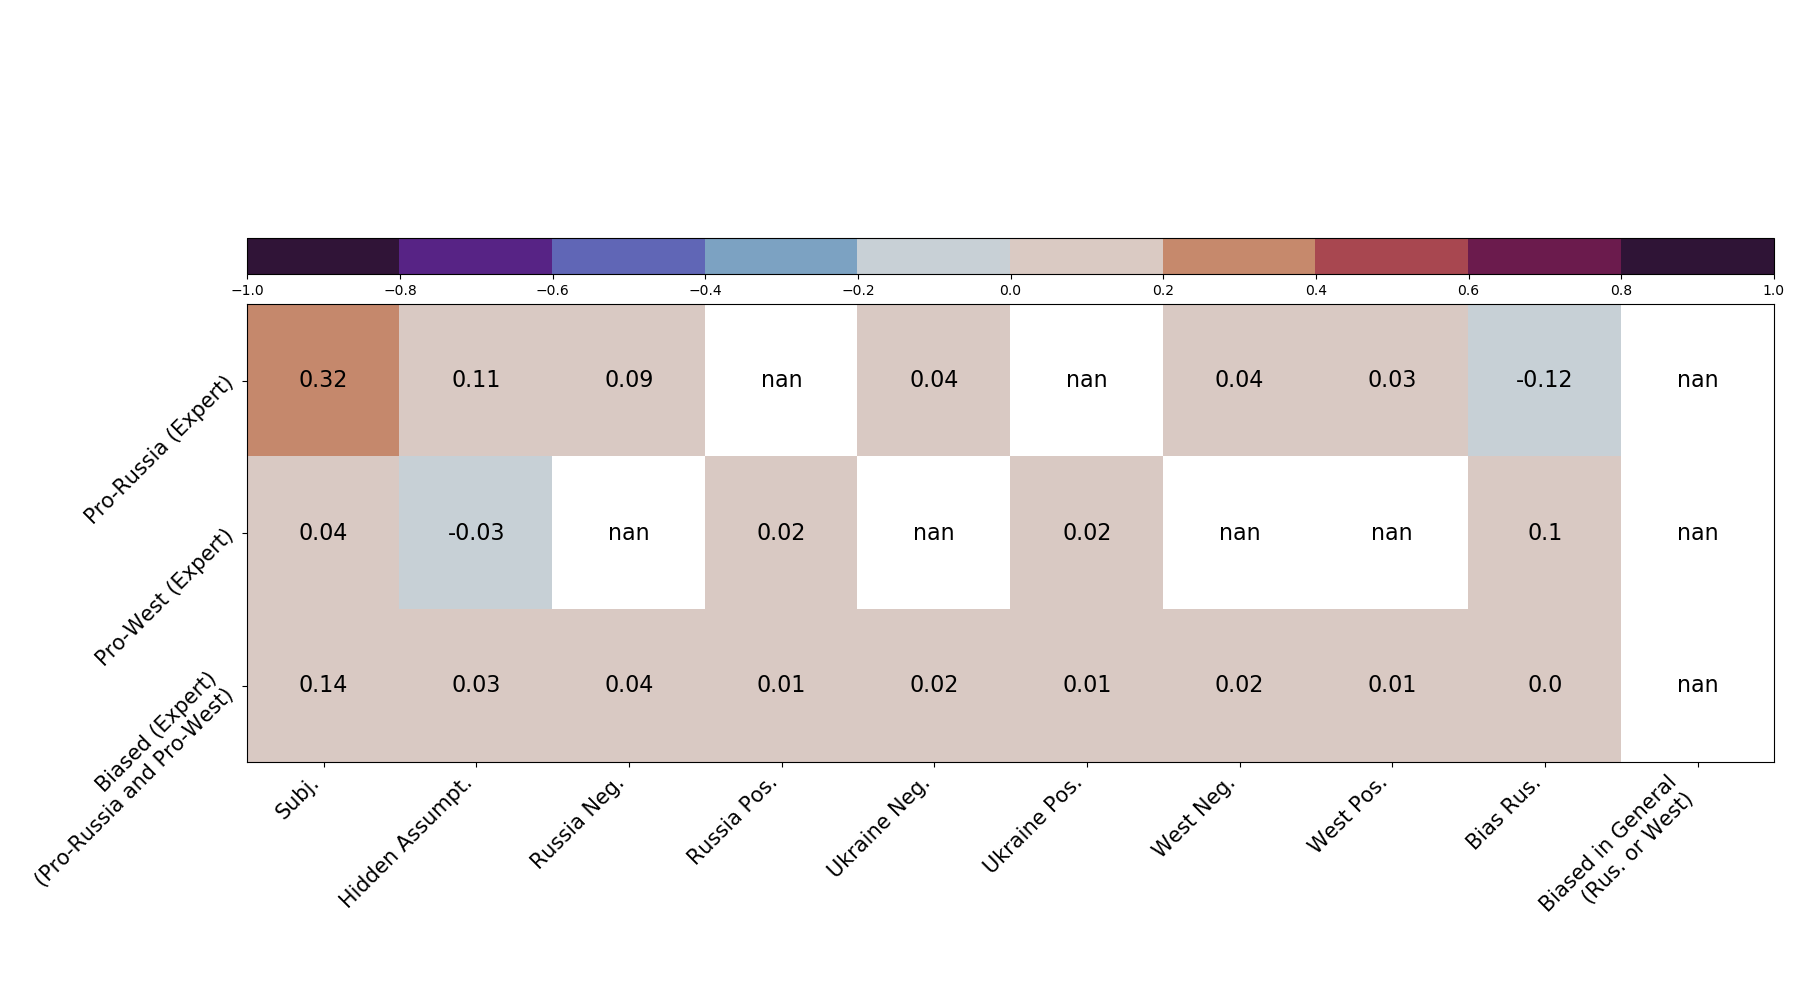 −1.0 −0.8 −0.6 −0.4 −0.2 0.0 0.2 0.4 0.6 0.8 1.0
Pro-Russia (Expert)
0.32 0.11 0.09 nan 0.04 nan 0.04 0.03 -0.12 nan
Pro-West (Expert)
0.04 -0.03 nan 0.02 nan 0.02 nan nan 0.1 nan
Biased (Expert)
(Pro-Russia and Pro-West)
0.14 0.03 0.04 0.01 0.02 0.01 0.02 0.01 0.0 nan
Subj.
Hidden Assumpt.
Russia Neg.
Russia Pos.
Ukraine Neg.
Ukraine Pos.
West Neg.
West Pos.
Bias Rus.
Biased in General
(Rus. or West)